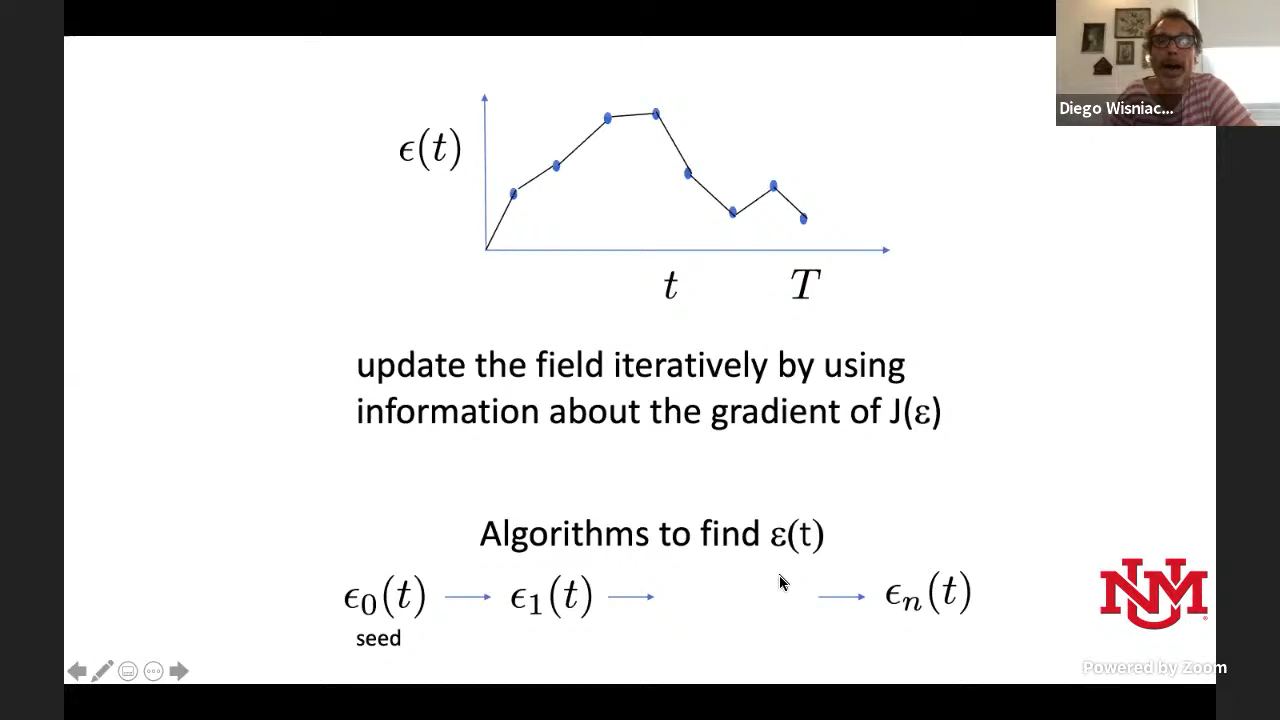 Diego Wisniac...
ϵ(t)
t T
update the field iteratively by using
information about the gradient of J(ε)
Algorithms to find ε(t)
ϵ₀(t) → ϵ₁(t) → → ϵₙ(t)
seed
UNM
Powered by Zoom